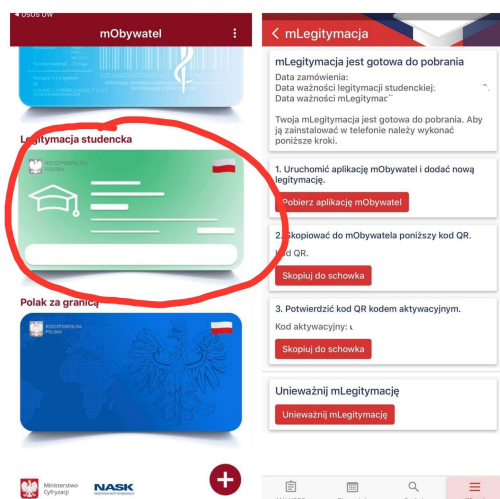 ◄ USOS UW
mObywatel
Legitymacja studencka
RZECZPOSPOLITA
POLSKA
Polak za granicą
RZECZPOSPOLITA
POLSKA
Ministerstwo
Cyfryzacji
NASK
mLegitymacja
mLegitymacja jest gotowa do pobrania
Data zamówienia:
Data ważności legitymacji studenckiej:
Data ważności
Twoja mLegitymacja jest gotowa do pobrania. Aby
ją zainstalować w telefonie należy wykonać
poniższe kroki.
1. Uruchomić aplikację mObywatel i dodać nową
legitymację.
Pobierz aplikację mObywatel
2. Skopiować do mObywatela poniższy kod QR.
Kod QR.
Skopiuj do schowka
3. Potwierdzić kod QR kodem aktywacyjnym.
Kod aktywacyjny:
Skopiuj do schowka
Unieważnij mLegitymację
Unieważnij mLegitymację